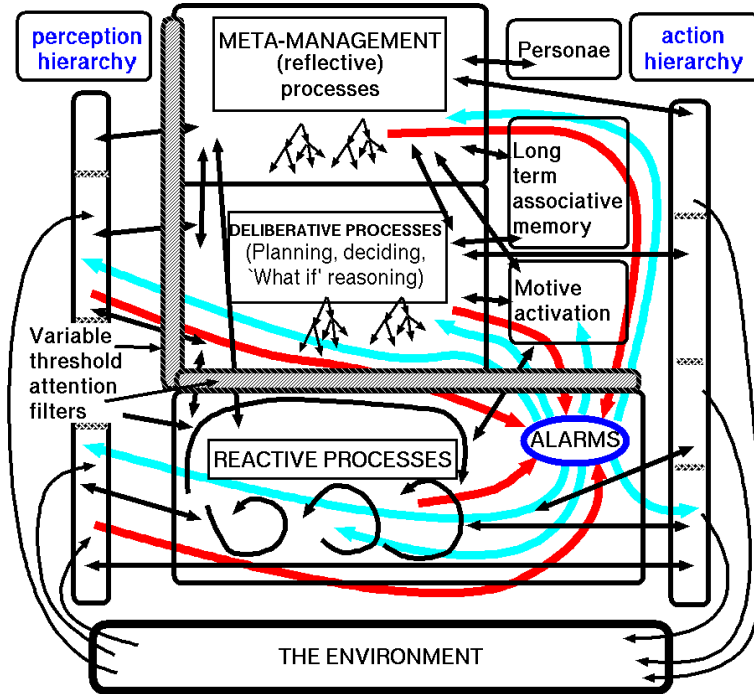 perception
hierarchy
META-MANAGEMENT
(reflective)
processes
Personae
action
hierarchy
Long
term
associative
memory
DELIBERATIVE PROCESSES
(Planning, deciding,
`What if' reasoning)
Motive
activation
Variable
threshold
attention
filters
ALARMS
REACTIVE PROCESSES
THE ENVIRONMENT